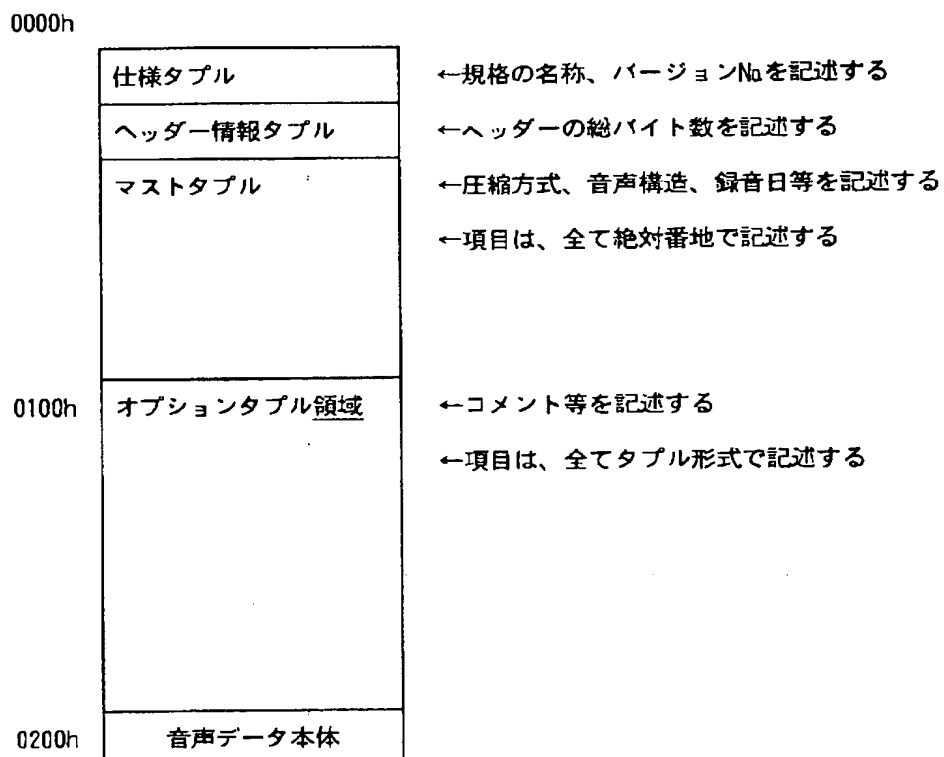 0000h
仕様タプル ←規格の名称、バージョン№を記述する
ヘッダー情報タプル ←ヘッダーの総バイト数を記述する
マストタプル ←圧縮方式、音声構造、録音日等を記述する
←項目は、全て絶対番地で記述する
0100h オプションタプル領域 ←コメント等を記述する
←項目は、全てタプル形式で記述する
0200h 音声データ本体